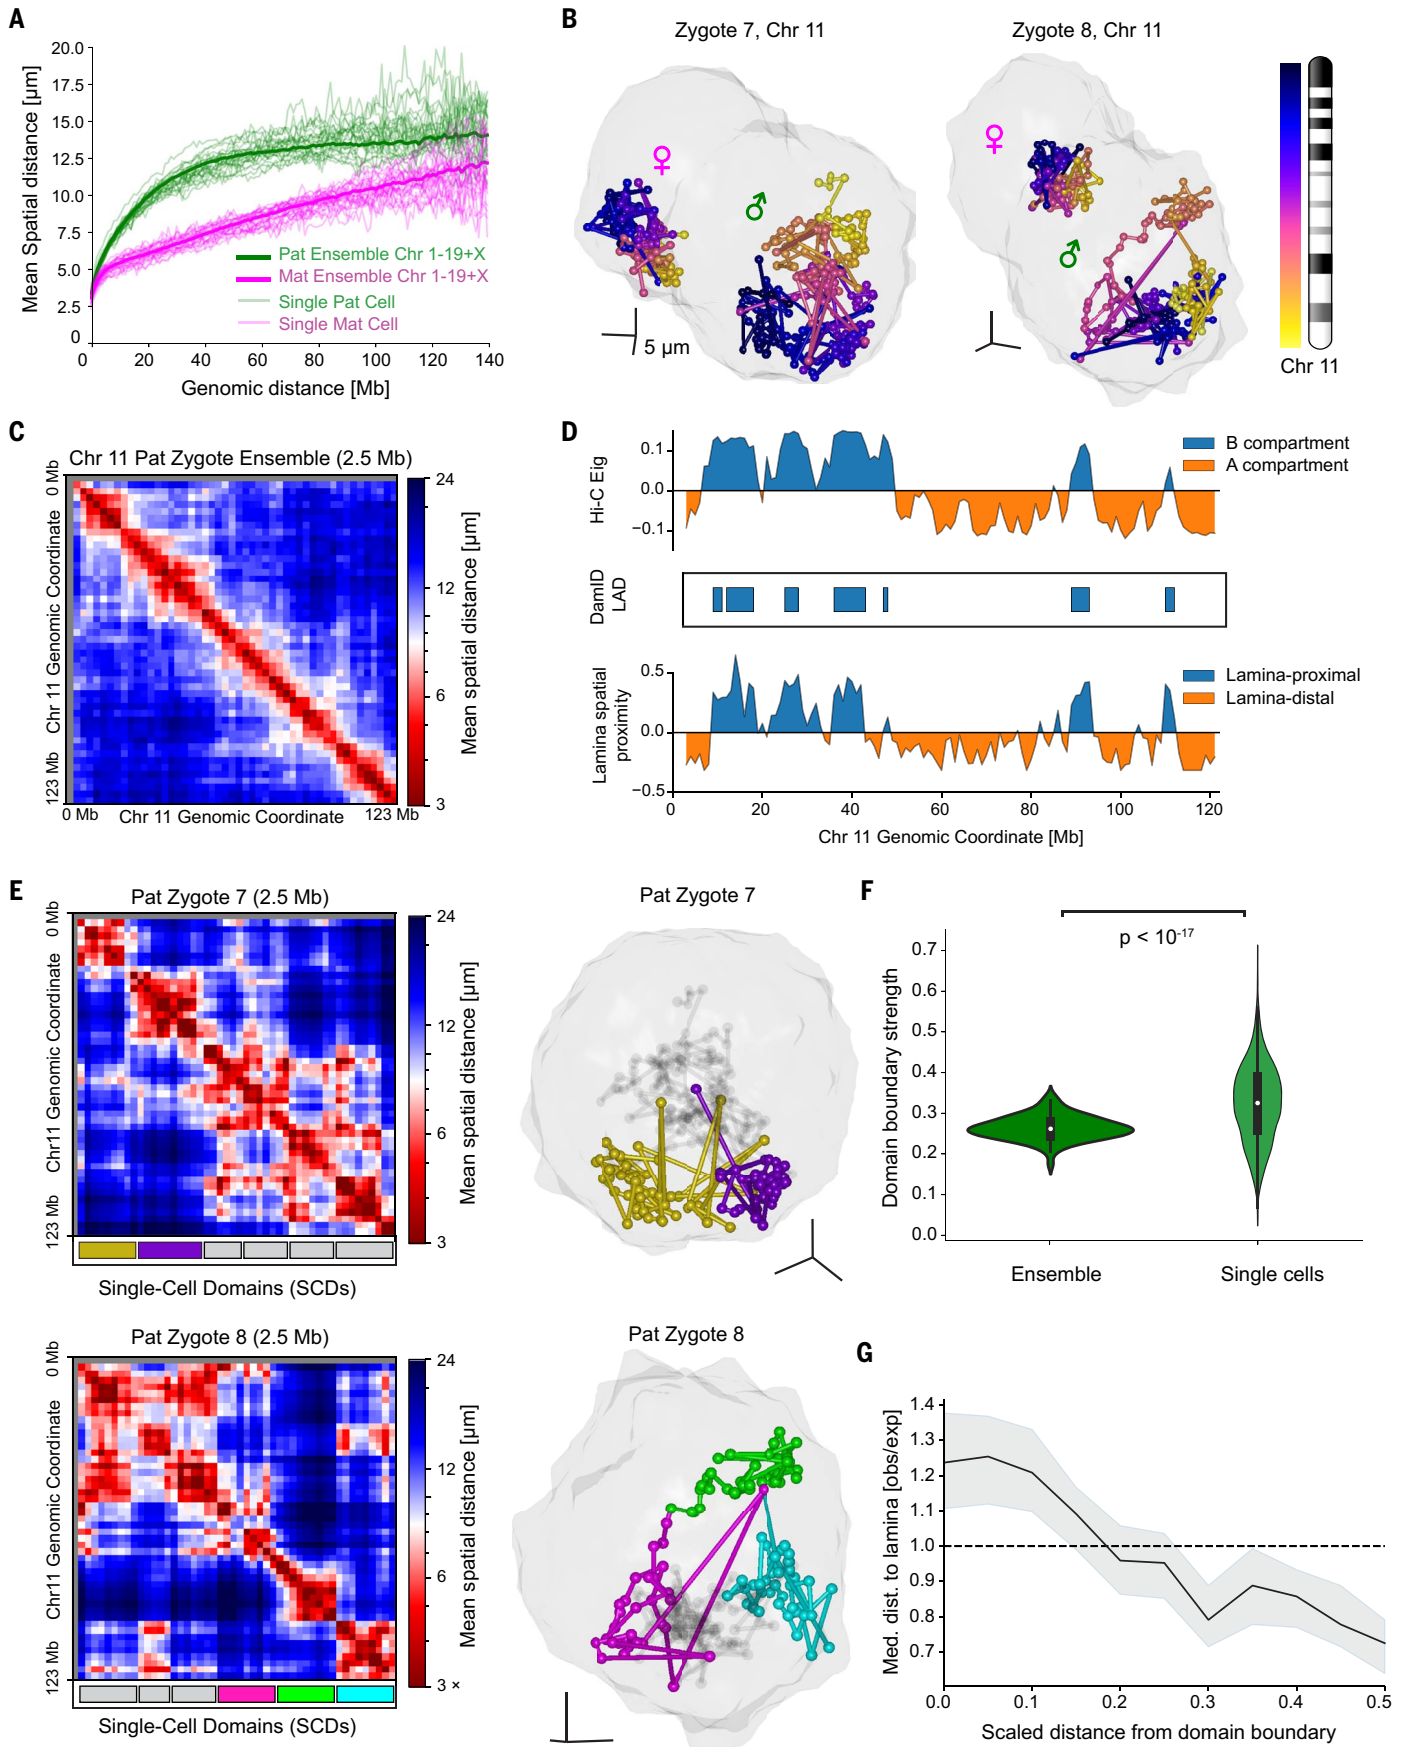 A
Mean Spatial distance [µm]
20.0
17.5
15.0
12.5
10.0
7.5
5.0
2.5
0
Pat Ensemble Chr 1-19+X
Mat Ensemble Chr 1-19+X
Single Pat Cell
Single Mat Cell
0 20 40 60 80 100 120 140
Genomic distance [Mb]
B
Zygote 7, Chr 11
Zygote 8, Chr 11
♀
♂
♀
♂
5 µm
Chr 11
C
Chr 11 Pat Zygote Ensemble (2.5 Mb)
0 Mb
Chr 11 Genomic Coordinate
123 Mb
0 Mb
Chr 11 Genomic Coordinate
123 Mb
24
12
6
3
Mean spatial distance [µm]
D
Hi-C Eig
0.1
0.0
−0.1
B compartment
A compartment
DamID
LAD
Lamina spatial
proximity
0.5
0.0
−0.5
Lamina-proximal
Lamina-distal
0 20 40 60 80 100 120
Chr 11 Genomic Coordinate [Mb]
E
Pat Zygote 7 (2.5 Mb)
0 Mb
Chr11 Genomic Coordinate
123 Mb
24
12
6
3
Mean spatial distance [µm]
Single-Cell Domains (SCDs)
Pat Zygote 7
Pat Zygote 8 (2.5 Mb)
0 Mb
Chr11 Genomic Coordinate
123 Mb
24
12
6
3 ×
Mean spatial distance [µm]
Single-Cell Domains (SCDs)
Pat Zygote 8
F
Domain boundary strength
0.7
0.6
0.5
0.4
0.3
0.2
0.1
0.0
p < 10⁻¹⁷
Ensemble
Single cells
G
Med. dist. to lamina [obs/exp]
1.4
1.3
1.2
1.1
1.0
0.9
0.8
0.7
0.0 0.1 0.2 0.3 0.4 0.5
Scaled distance from domain boundary